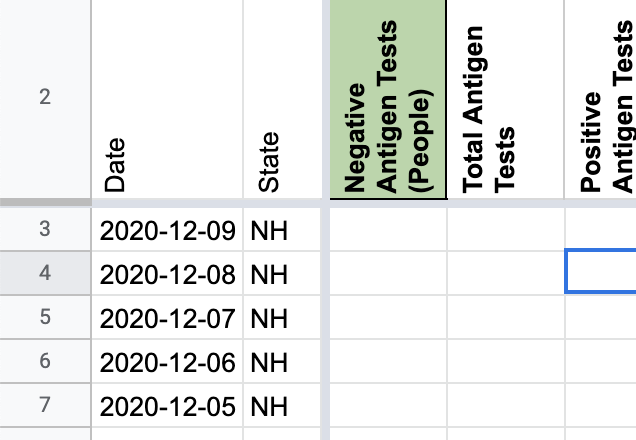 2
Date
State
Negative
Antigen Tests
(People)
Total Antigen
Tests
Positive
Antigen Tests
3 2020-12-09 NH
4 2020-12-08 NH
5 2020-12-07 NH
6 2020-12-06 NH
7 2020-12-05 NH